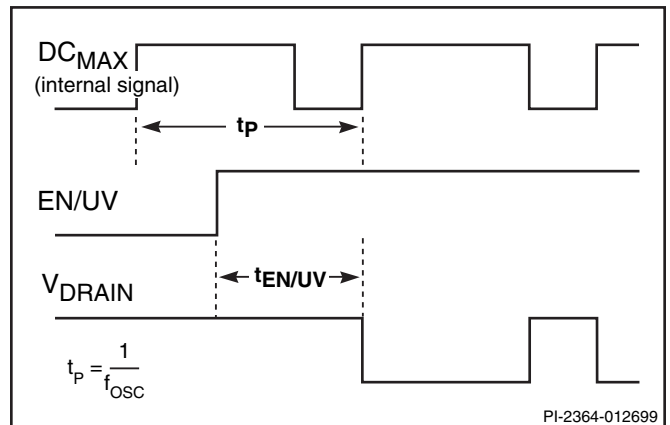 DCMAX
(internal signal)
tP
EN/UV
tEN/UV
VDRAIN
tP = 1/fOSC
PI-2364-012699